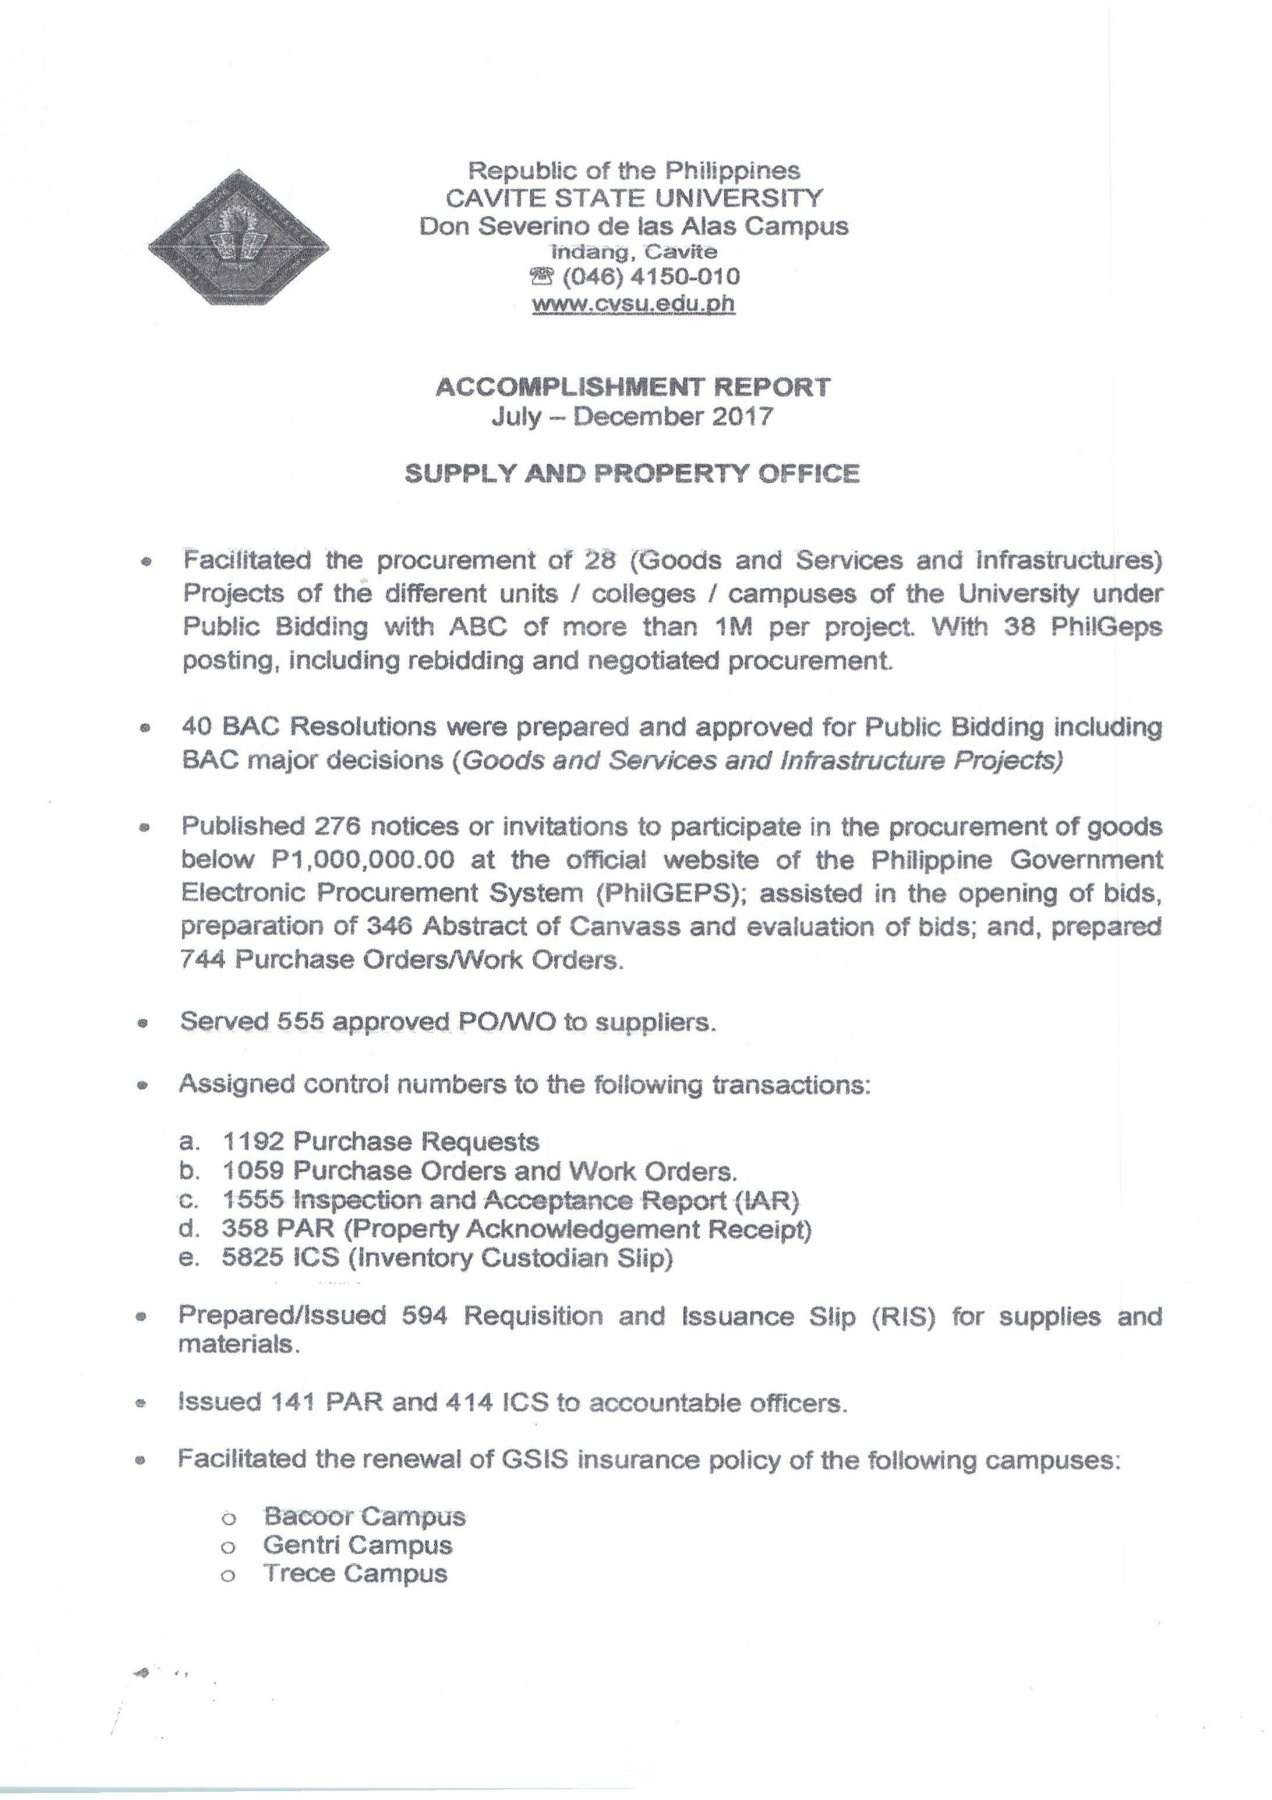 Republic of the Philippines
CAVITE STATE UNIVERSITY
Don Severino de las Alas Campus
Indang, Cavite
☎ (046) 4150-010
www.cvsu.edu.ph
ACCOMPLISHMENT REPORT
July – December 2017
SUPPLY AND PROPERTY OFFICE
• Facilitated the procurement of 28 (Goods and Services and Infrastructures)
Projects of the different units / colleges / campuses of the University under
Public Bidding with ABC of more than 1M per project. With 38 PhilGeps
posting, including rebidding and negotiated procurement.
• 40 BAC Resolutions were prepared and approved for Public Bidding including
BAC major decisions (Goods and Services and Infrastructure Projects)
• Published 276 notices or invitations to participate in the procurement of goods
below P1,000,000.00 at the official website of the Philippine Government
Electronic Procurement System (PhilGEPS); assisted in the opening of bids,
preparation of 346 Abstract of Canvass and evaluation of bids; and, prepared
744 Purchase Orders/Work Orders.
• Served 555 approved PO/WO to suppliers.
• Assigned control numbers to the following transactions:
a. 1192 Purchase Requests
b. 1059 Purchase Orders and Work Orders.
c. 1555 Inspection and Acceptance Report (IAR)
d. 358 PAR (Property Acknowledgement Receipt)
e. 5825 ICS (Inventory Custodian Slip)
• Prepared/Issued 594 Requisition and Issuance Slip (RIS) for supplies and
materials.
• Issued 141 PAR and 414 ICS to accountable officers.
• Facilitated the renewal of GSIS insurance policy of the following campuses:
o Bacoor Campus
o Gentri Campus
o Trece Campus